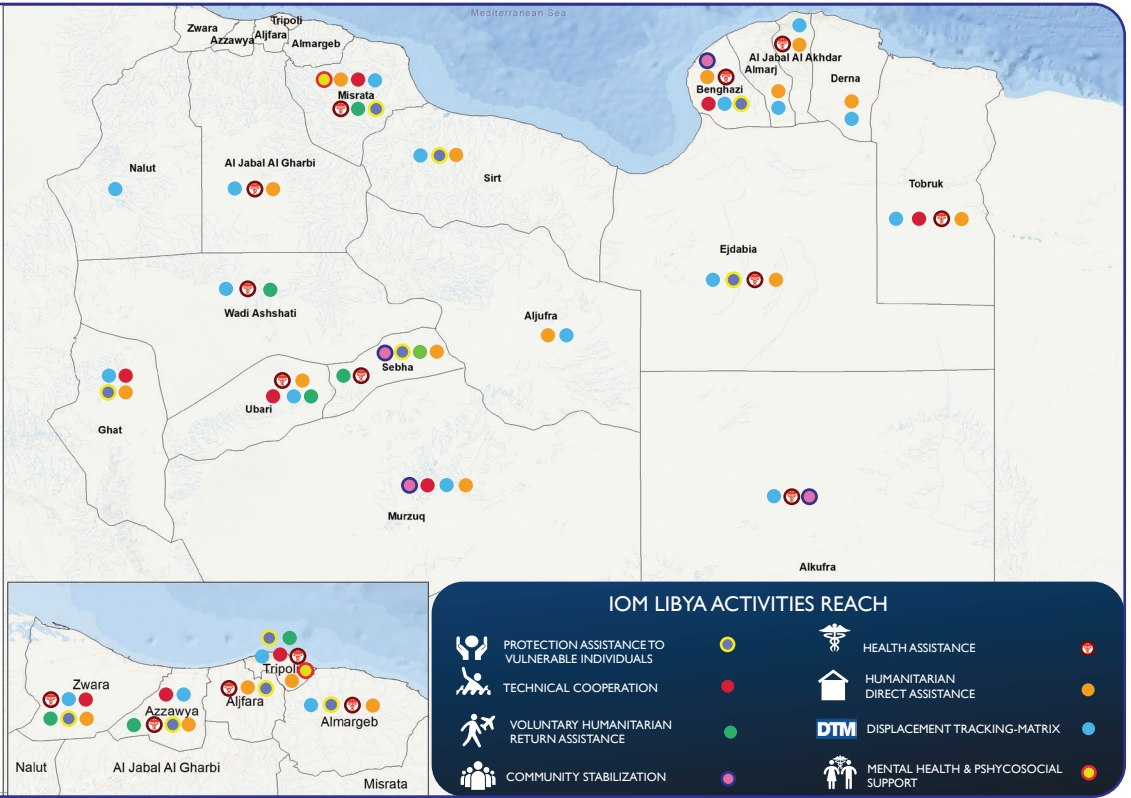 Mediterranean Sea
Tripoli
Zwara
Aljfara
Azzawya
Almargeb
Al Jabal Al Akhdar
Almarj
Derna
Benghazi
Misrata
Nalut
Al Jabal Al Gharbi
Sirt
Tobruk
Ejdabia
Wadi Ashshati
Aljufra
Sebha
Ubari
Ghat
Murzuq
Alkufra
Tripoli
Zwara
Azzawya
Aljfara
Almargeb
Nalut
Al Jabal Al Gharbi
Misrata
IOM LIBYA ACTIVITIES REACH
PROTECTION ASSISTANCE TO
VULNERABLE INDIVIDUALS
TECHNICAL COOPERATION
VOLUNTARY HUMANITARIAN
RETURN ASSISTANCE
COMMUNITY STABILIZATION
HEALTH ASSISTANCE
HUMANITARIAN
DIRECT ASSISTANCE
DTM DISPLACEMENT TRACKING-MATRIX
MENTAL HEALTH & PSHYCOSOCIAL
SUPPORT